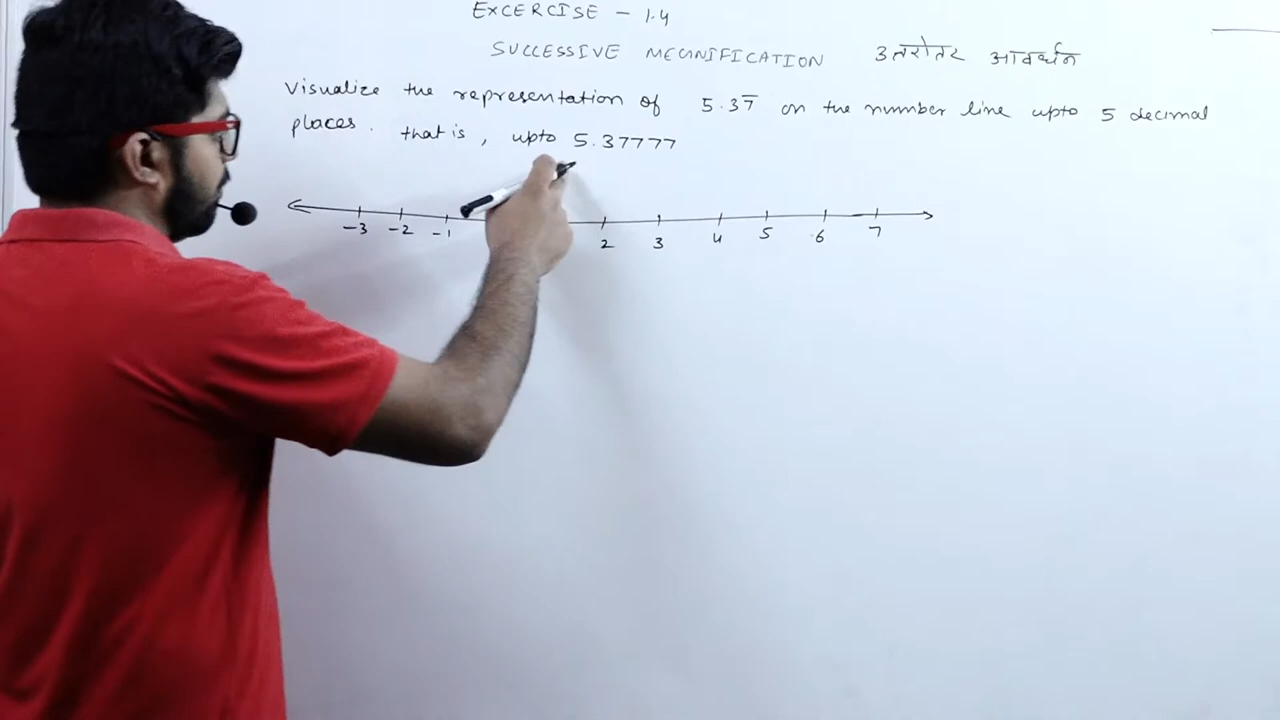 EXCERCISE - 1.4
SUCCESSIVE MEGNIFICATION उत्तरोतर आवर्धन
Visualize the representation of 5.37̅ on the number line upto 5 decimal
places. that is, upto 5.37777
-3 -2 -1 2 3 4 5 6 7